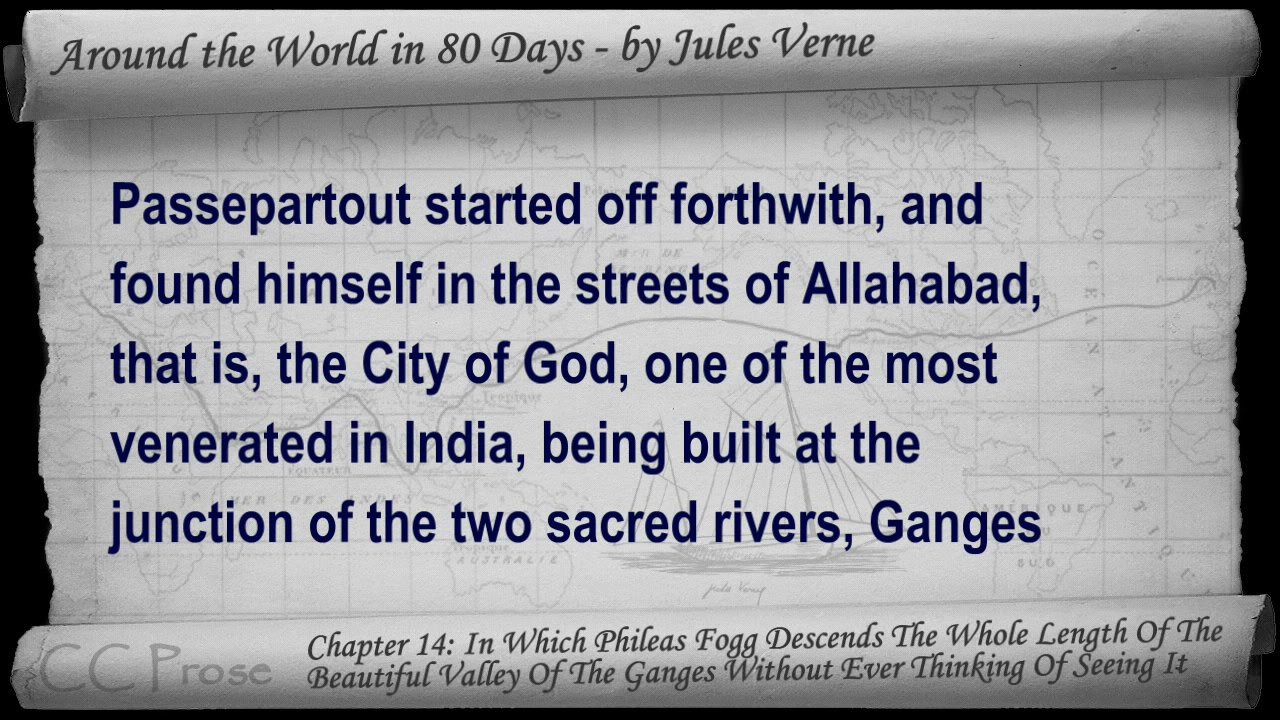 Around the World in 80 Days - by Jules Verne
Passepartout started off forthwith, and
found himself in the streets of Allahabad,
that is, the City of God, one of the most
venerated in India, being built at the
junction of the two sacred rivers, Ganges
CC Prose
Chapter 14: In Which Phileas Fogg Descends The Whole Length Of The
Beautiful Valley Of The Ganges Without Ever Thinking Of Seeing It